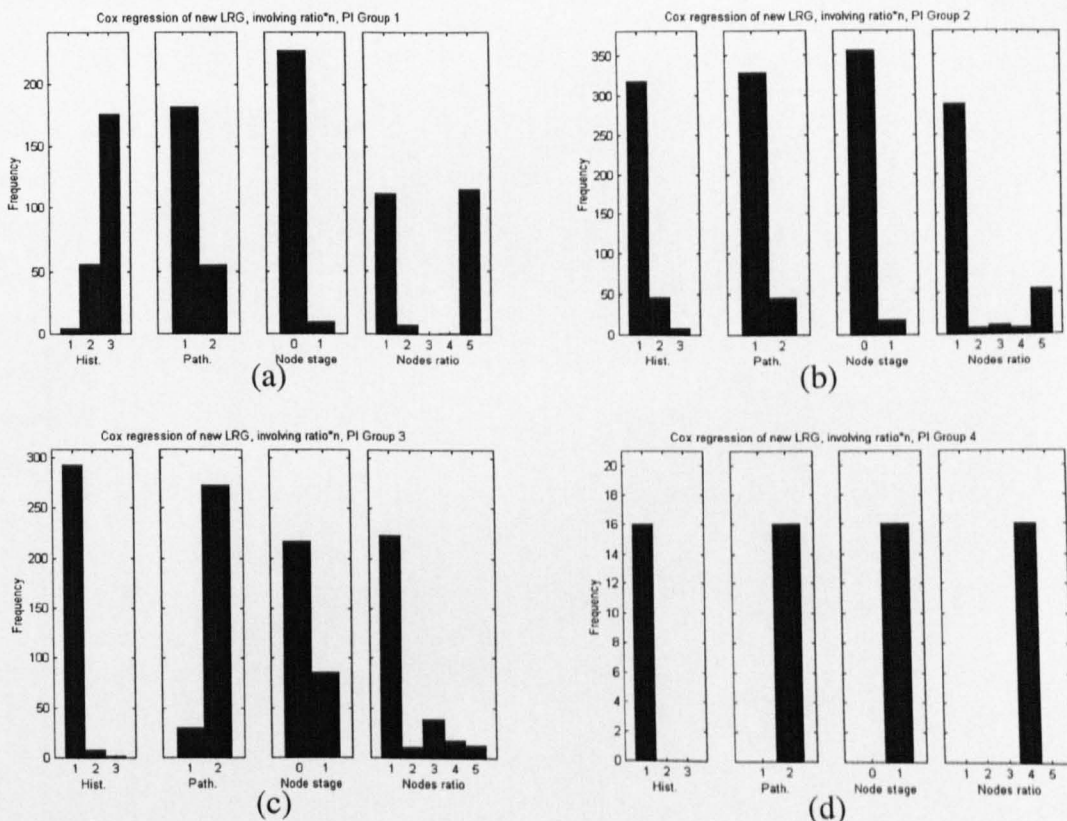 Cox regression of new LRG, involving ratio*n, PI Group 1
200
150
100
50
0
Frequency
1 2 3
Hist.
1 2
Path.
0 1
Node stage
1 2 3 4 5
Nodes ratio
(a)
Cox regression of new LRG, involving ratio*n, PI Group 2
350
300
250
200
150
100
50
0
Frequency
1 2 3
Hist.
1 2
Path.
0 1
Node stage
1 2 3 4 5
Nodes ratio
(b)
Cox regression of new LRG, involving ratio*n, PI Group 3
300
250
200
150
100
50
0
Frequency
1 2 3
Hist.
1 2
Path.
0 1
Node stage
1 2 3 4 5
Nodes ratio
(c)
Cox regression of new LRG, involving ratio*n, PI Group 4
20
18
16
14
12
10
8
6
4
2
0
Frequency
1 2 3
Hist.
1 2
Path.
0 1
Node stage
1 2 3 4 5
Nodes ratio
(d)